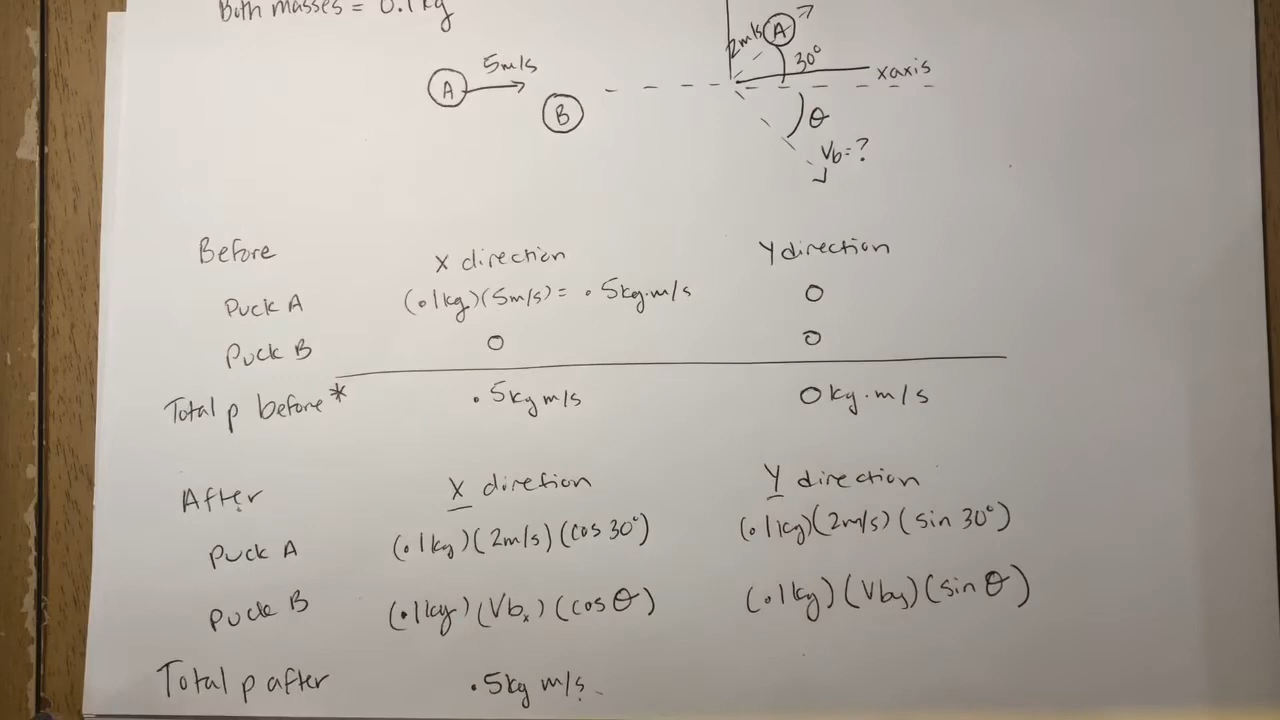 Both masses = 0.1 kg
5m/s
A
B
2m/s
A
30°
x axis
θ
Vb=?
Before X direction Y direction
Puck A (.1kg)(5m/s) = .5kg.m/s 0
Puck B 0 0
Total p before* .5kg m/s 0kg.m/s
After X direction Y direction
Puck A (.1kg)(2m/s)(cos 30°) (.1kg)(2m/s)(sin 30°)
Puck B (.1kg)(Vbx)(cos θ) (.1kg)(Vby)(sin θ)
Total p after .5kg m/s